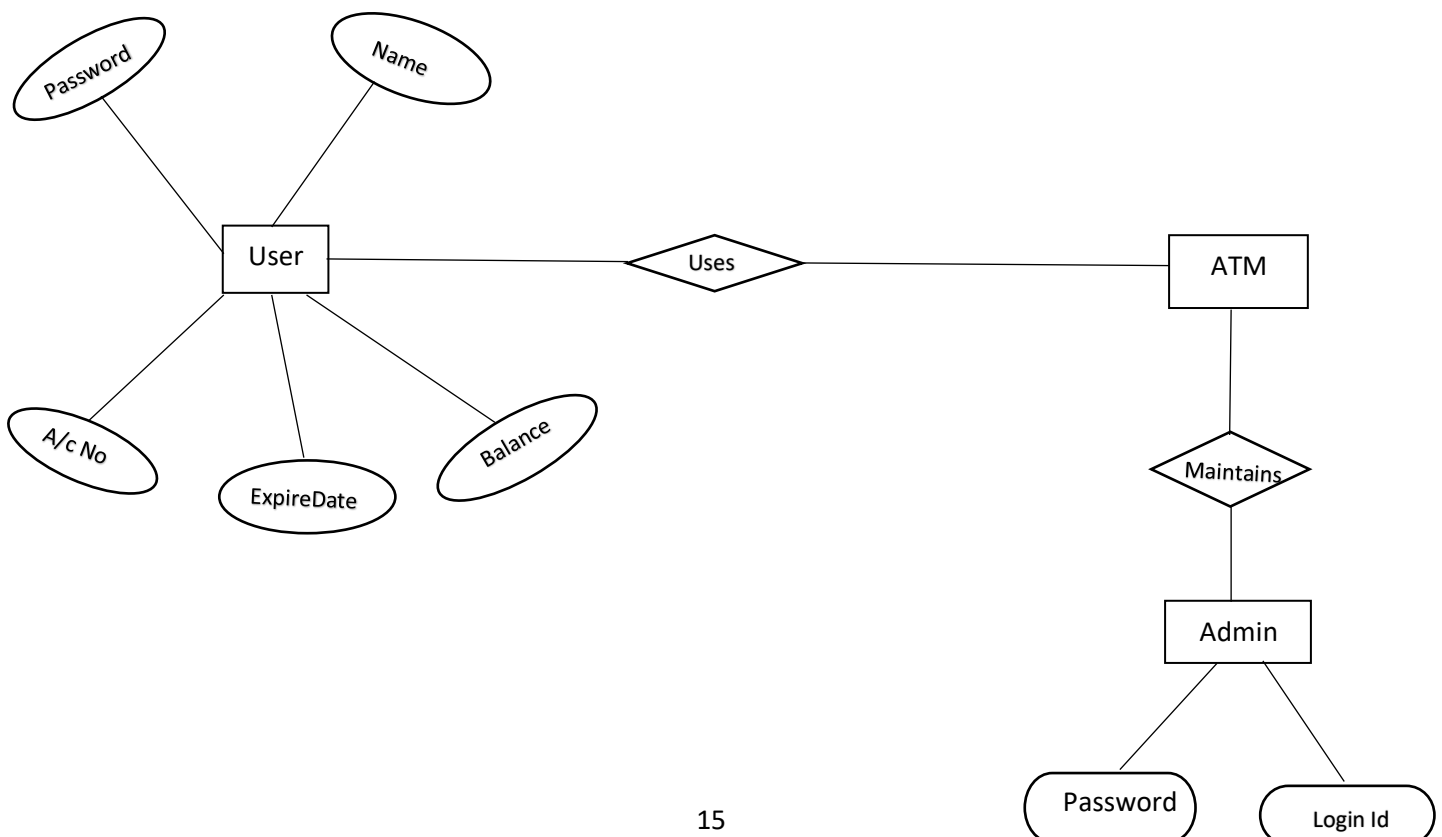 Password
Name
User
Uses
ATM
A/c No
ExpireDate
Balance
Maintains
Admin
Password
Login Id
15